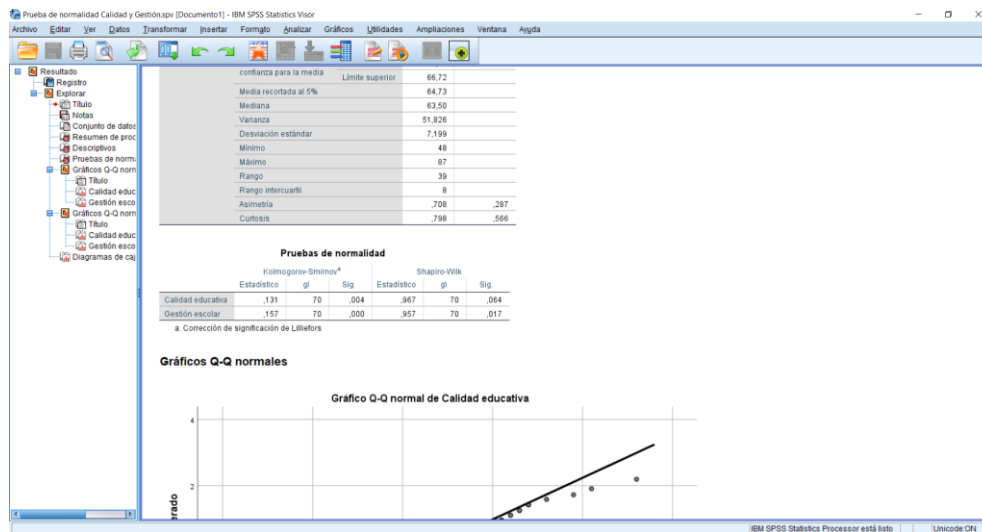 Prueba de normalidad Calidad y Gestión.spv [Documento1] - IBM SPSS Statistics Visor
Archivo Editar Ver Datos Transformar Insertar Formato Analizar Gráficos Utilidades Ampliaciones Ventana Ayuda
Resultado
Registro
Explorar
Título
Notas
Conjunto de datos
Resumen de proc
Descriptivos
Pruebas de norm
Gráficos Q-Q norn
Título
Calidad educ
Gestión esco
Gráficos Q-Q norn
Título
Calidad educ
Gestión esco
Diagramas de caj
confianza para la media Límite superior 66,72
Media recortada al 5% 64,73
Mediana 63,50
Varianza 51,826
Desviación estándar 7,199
Mínimo 48
Máximo 87
Rango 39
Rango intercuartil 8
Asimetría ,708 ,287
Curtosis ,798 ,566
Pruebas de normalidad
Kolmogorov-Smirnovª Shapiro-Wilk
Estadístico gl Sig. Estadístico gl Sig.
Calidad educativa ,131 70 ,004 ,967 70 ,064
Gestión escolar ,157 70 ,000 ,957 70 ,017
a. Corrección de significación de Lilliefors
Gráficos Q-Q normales
Gráfico Q-Q normal de Calidad educativa
4
2
erado
IBM SPSS Statistics Processor está listo Unicode:ON